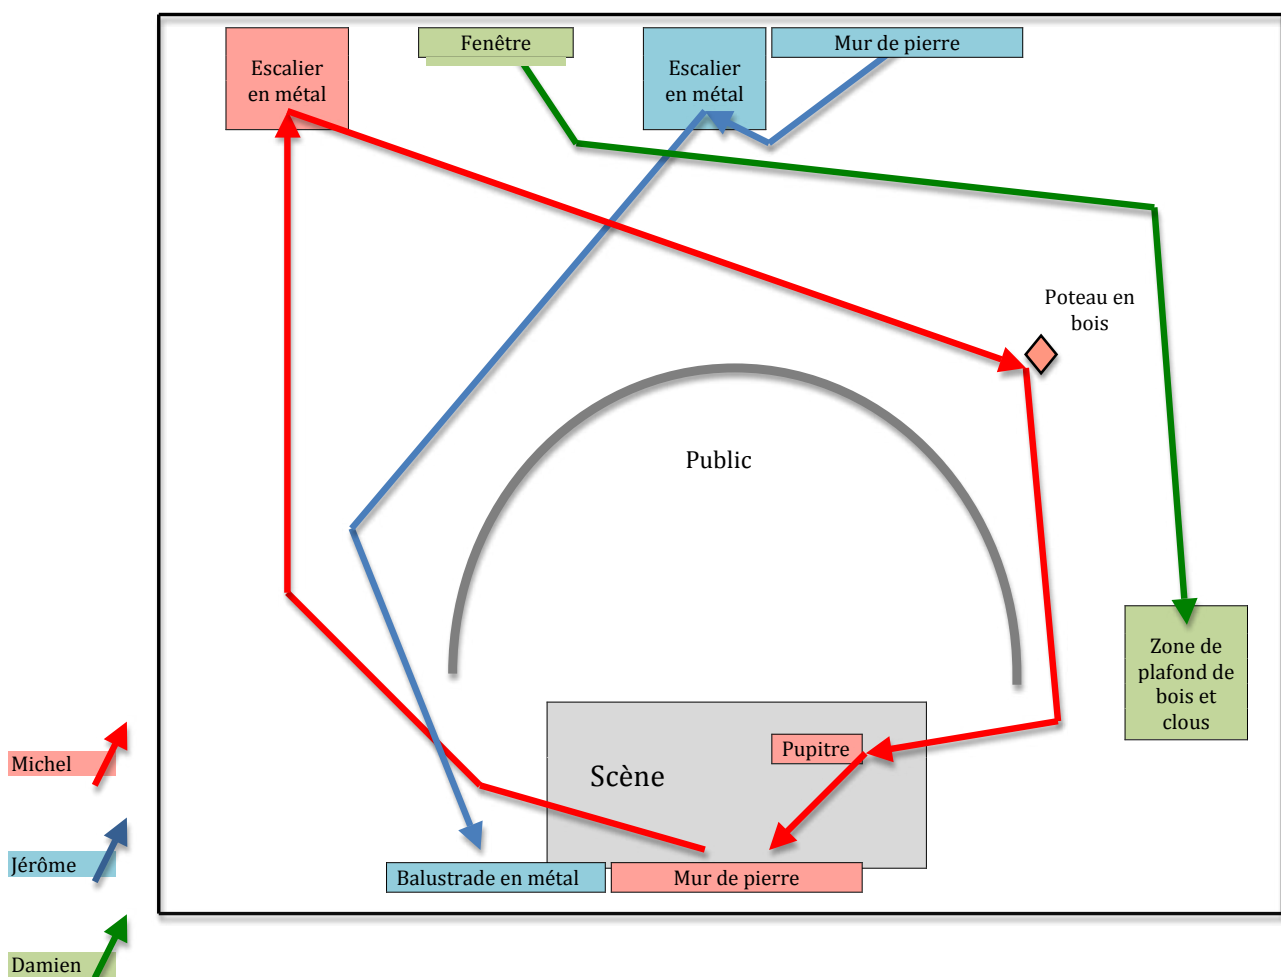 Fenêtre
Mur de pierre
Escalier
en métal
Escalier
en métal
Poteau en
bois
Public
Zone de
plafond de
bois et
clous
Pupitre
Scène
Balustrade en métal
Mur de pierre
Michel
Jérôme
Damien